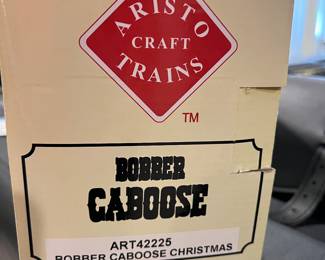 ARISTO
CRAFT
TRAINS
TM
BOBBER
CABOOSE
ART42225
BOBBER CABOOSE CHRISTMAS